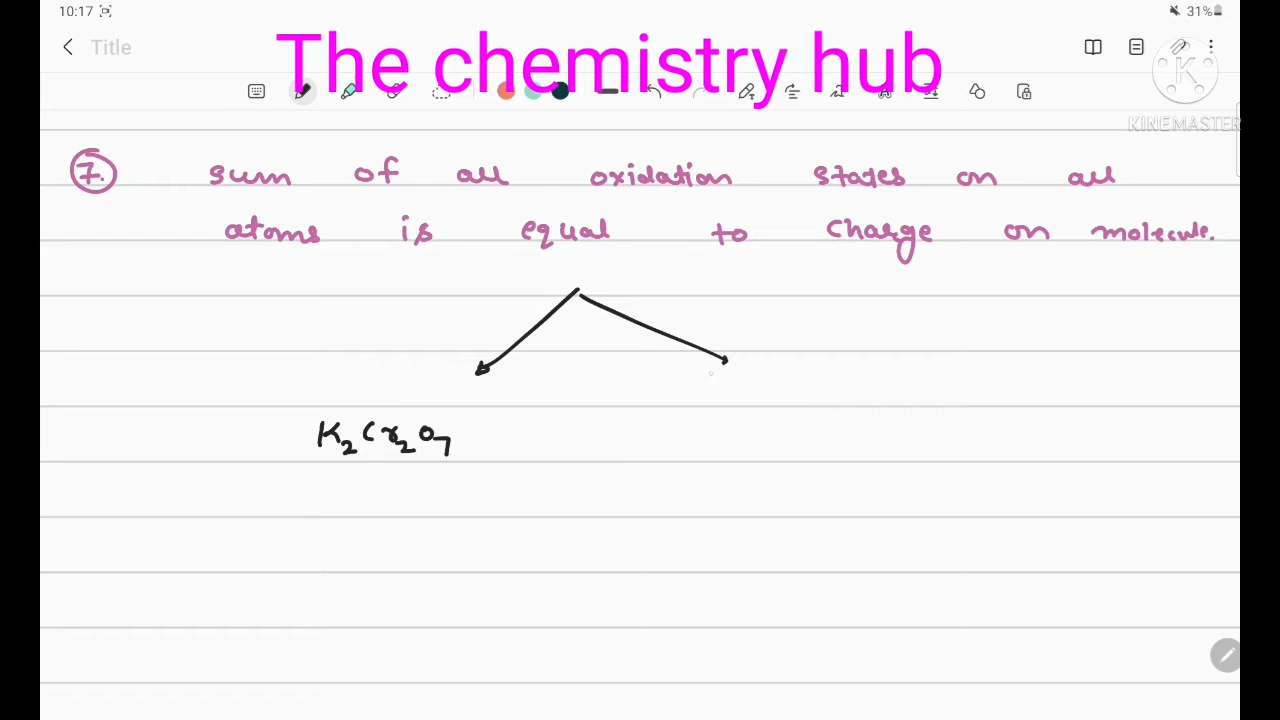 10:17 31%
Title
The chemistry hub
K
KINEMASTER
7. sum of all oxidation states on all
atoms is equal to charge on molecule.
K₂Cr₂O₇